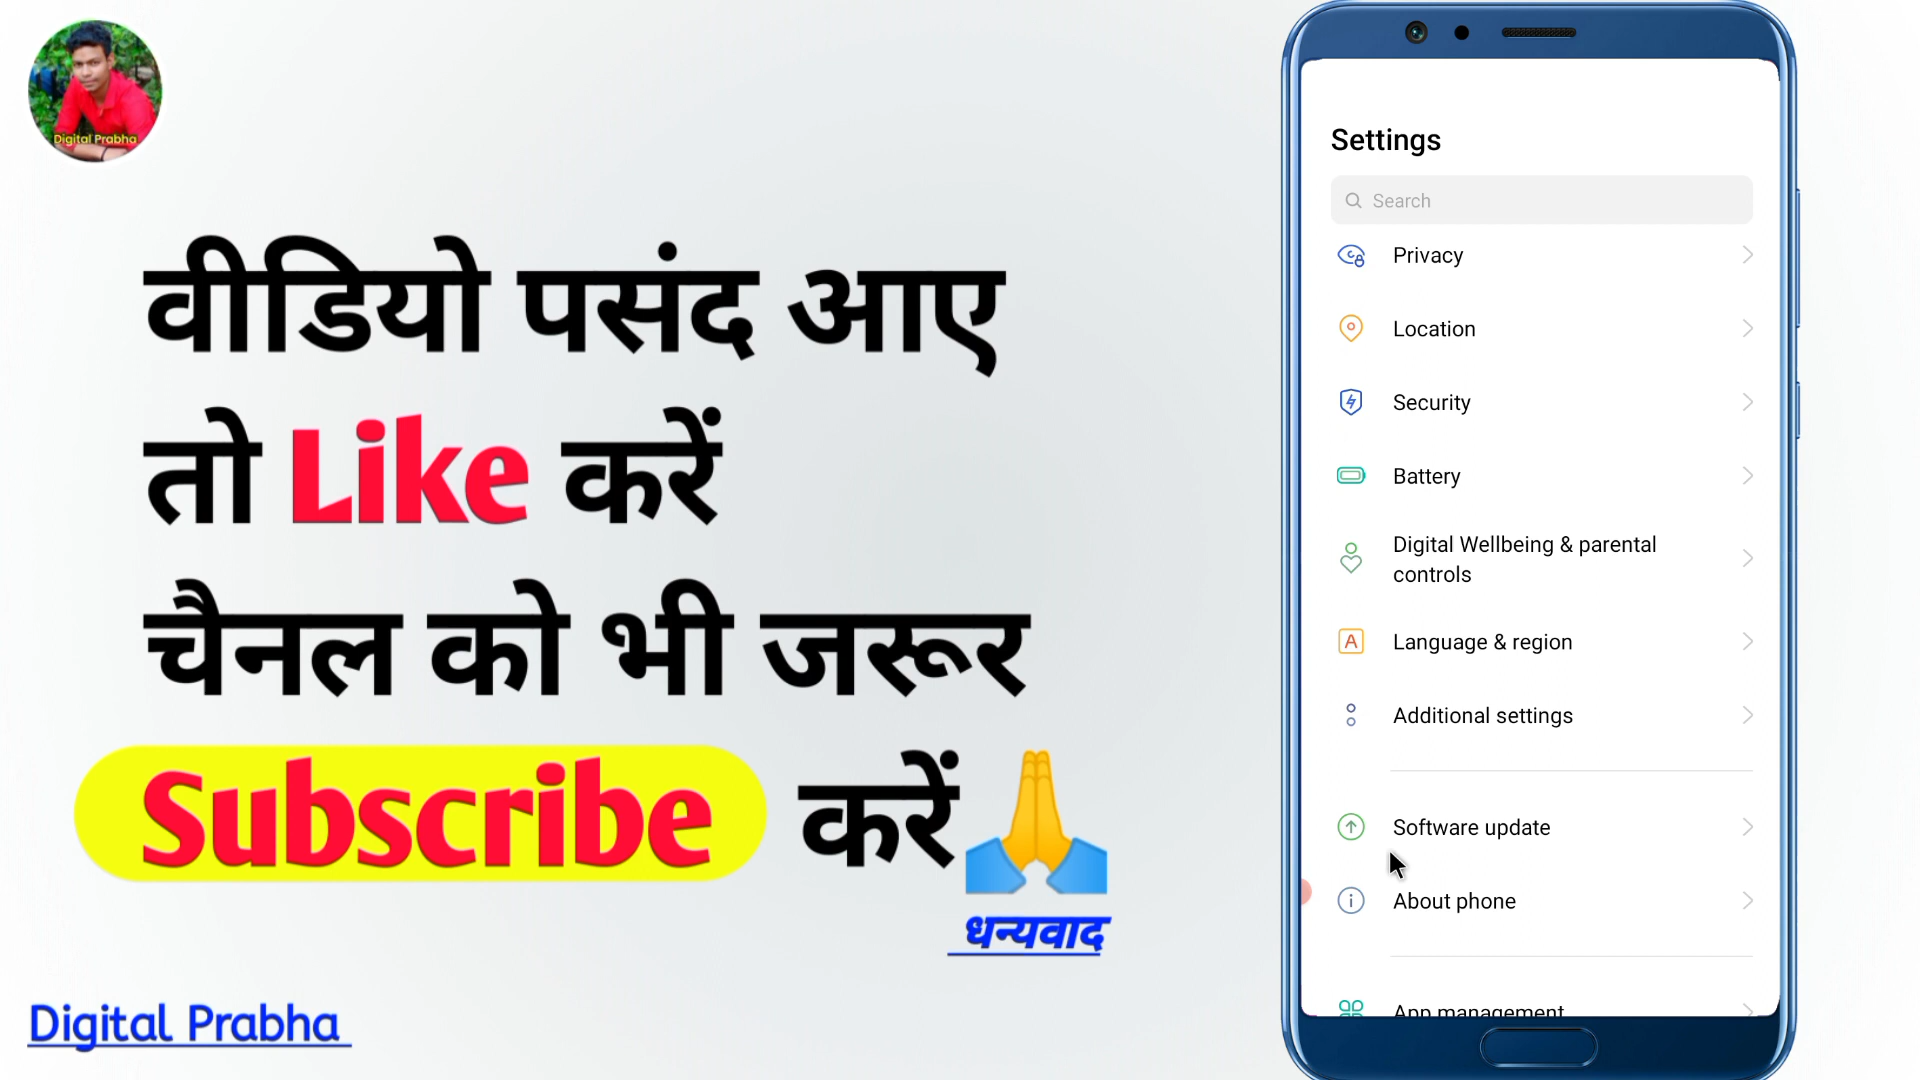 Digital Prabha
वीडियो पसंद आए
तो Like करें
चैनल को भी जरूर
Subscribe करें
धन्यवाद
Digital Prabha
Settings
Search
Privacy
Location
Security
Battery
Digital Wellbeing & parental
controls
Language & region
A
Additional settings
Software update
About phone
App management